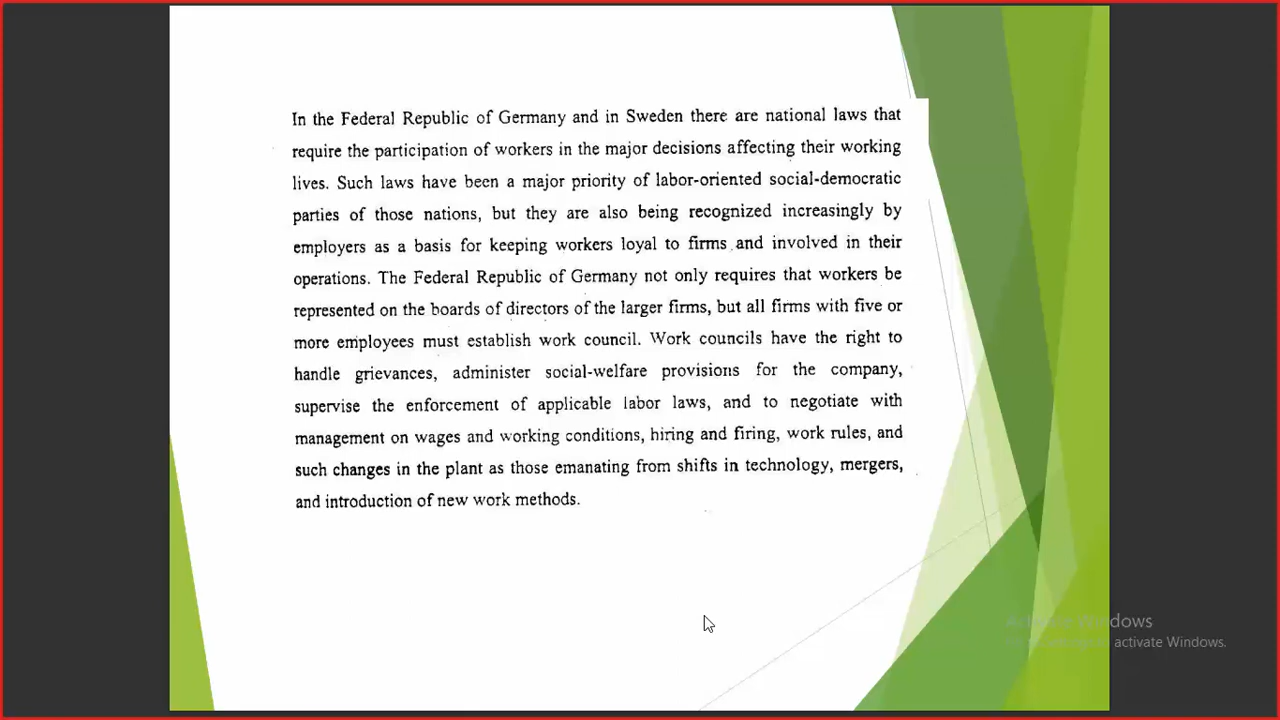 In the Federal Republic of Germany and in Sweden there are national laws that
require the participation of workers in the major decisions affecting their working
lives. Such laws have been a major priority of labor-oriented social-democratic
parties of those nations, but they are also being recognized increasingly by
employers as a basis for keeping workers loyal to firms and involved in their
operations. The Federal Republic of Germany not only requires that workers be
represented on the boards of directors of the larger firms, but all firms with five or
more employees must establish work council. Work councils have the right to
handle grievances, administer social-welfare provisions for the company,
supervise the enforcement of applicable labor laws, and to negotiate with
management on wages and working conditions, hiring and firing, work rules, and
such changes in the plant as those emanating from shifts in technology, mergers,
and introduction of new work methods.
Activate Windows
activate Windows.